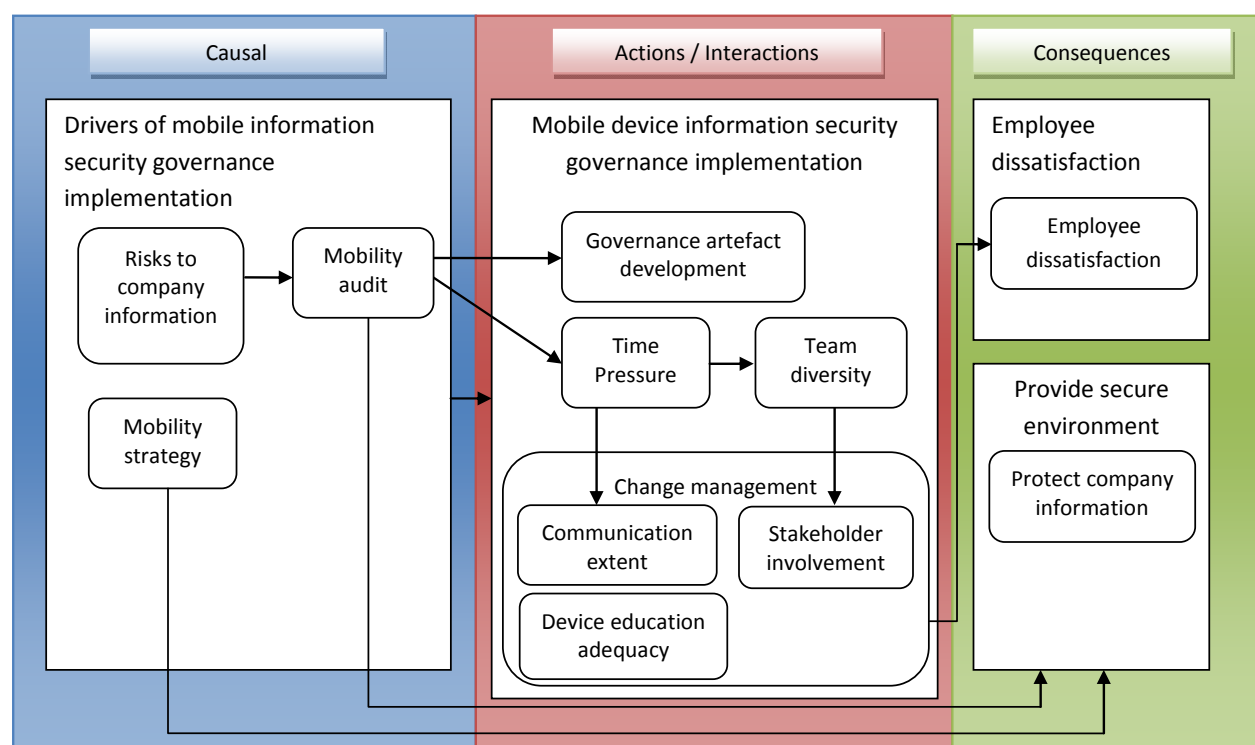 Causal
Actions / Interactions
Consequences
Drivers of mobile information
security governance
implementation
Risks to
company
information
Mobility
audit
Mobility
strategy
Mobile device information security
governance implementation
Governance artefact
development
Time
Pressure
Team
diversity
Change management
Communication
extent
Stakeholder
involvement
Device education
adequacy
Employee
dissatisfaction
Employee
dissatisfaction
Provide secure
environment
Protect company
information